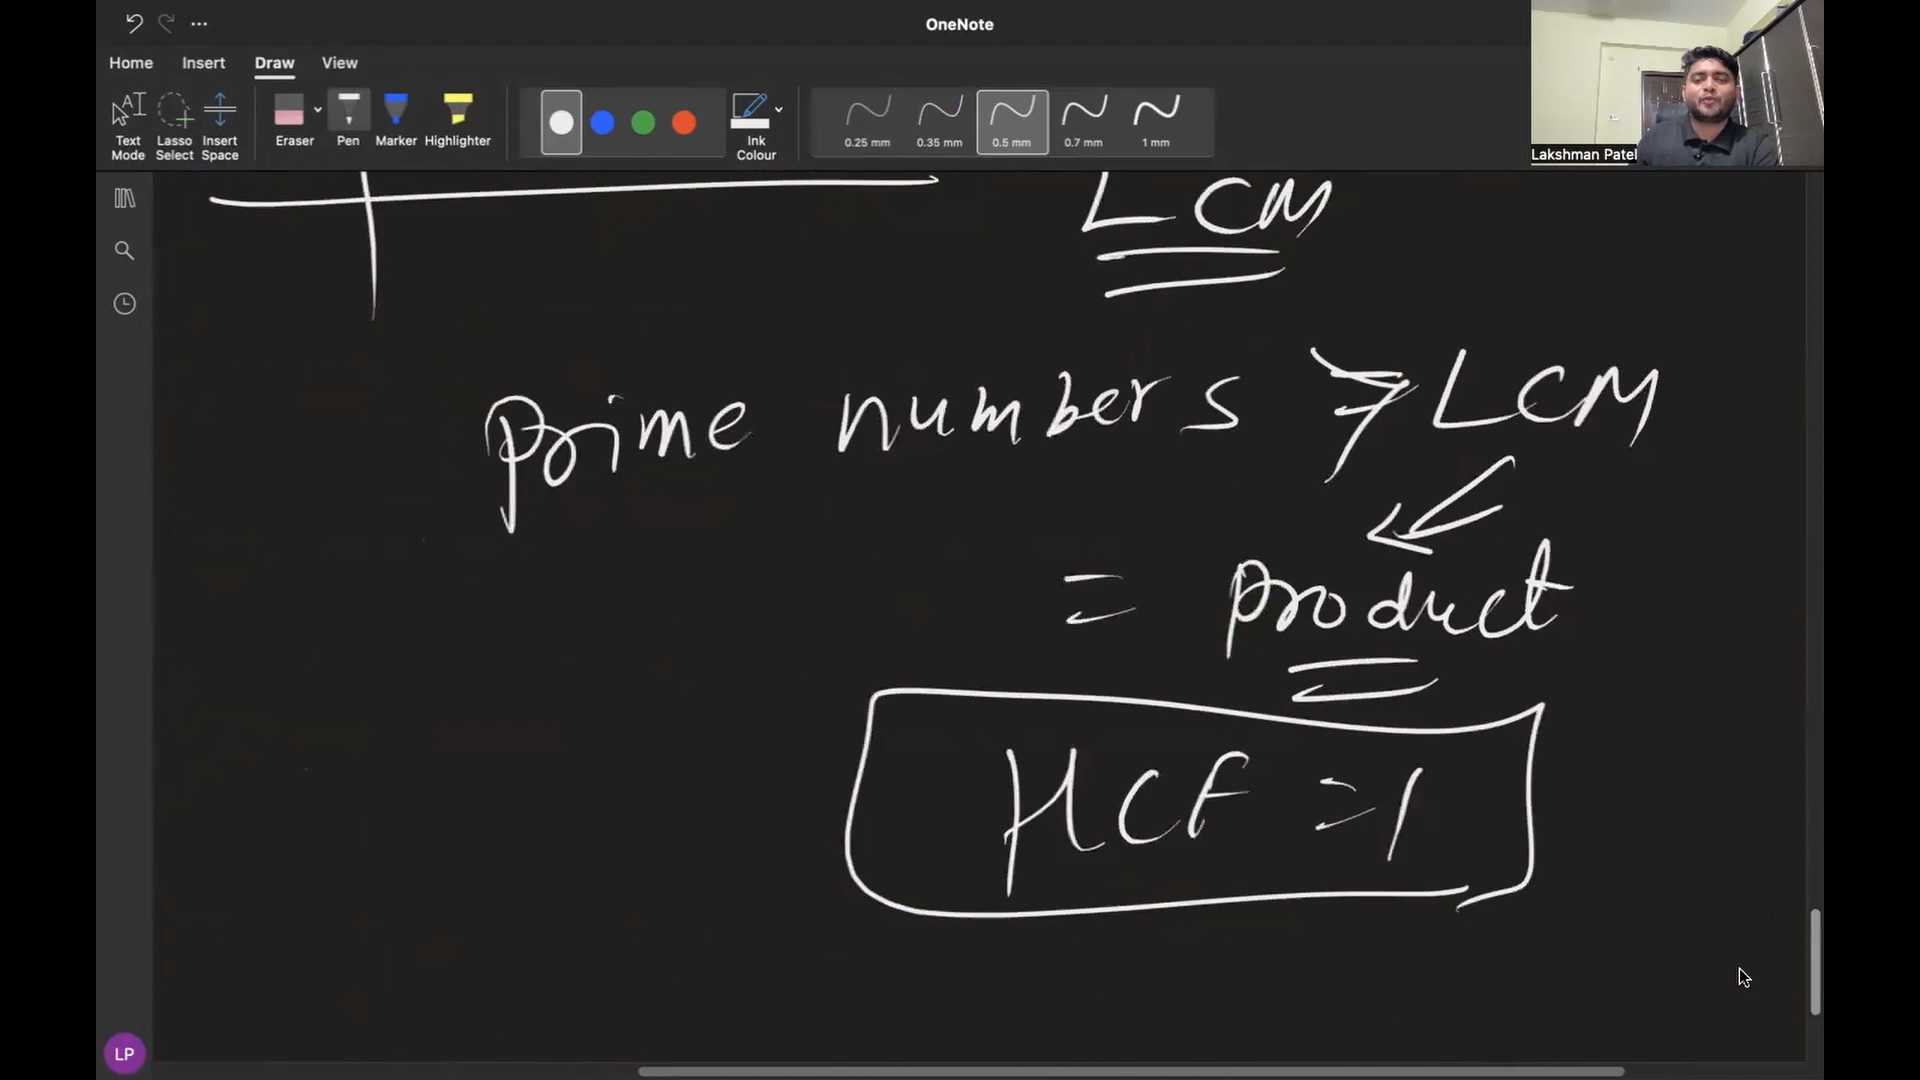 OneNote
Home Insert Draw View
Text Mode
Lasso Select
Insert Space
Eraser
Pen
Marker
Highlighter
Ink Colour
0.25 mm
0.35 mm
0.5 mm
0.7 mm
1 mm
Lakshman Patel
LCM
Prime numbers → LCM
= product
HCF = 1
LP